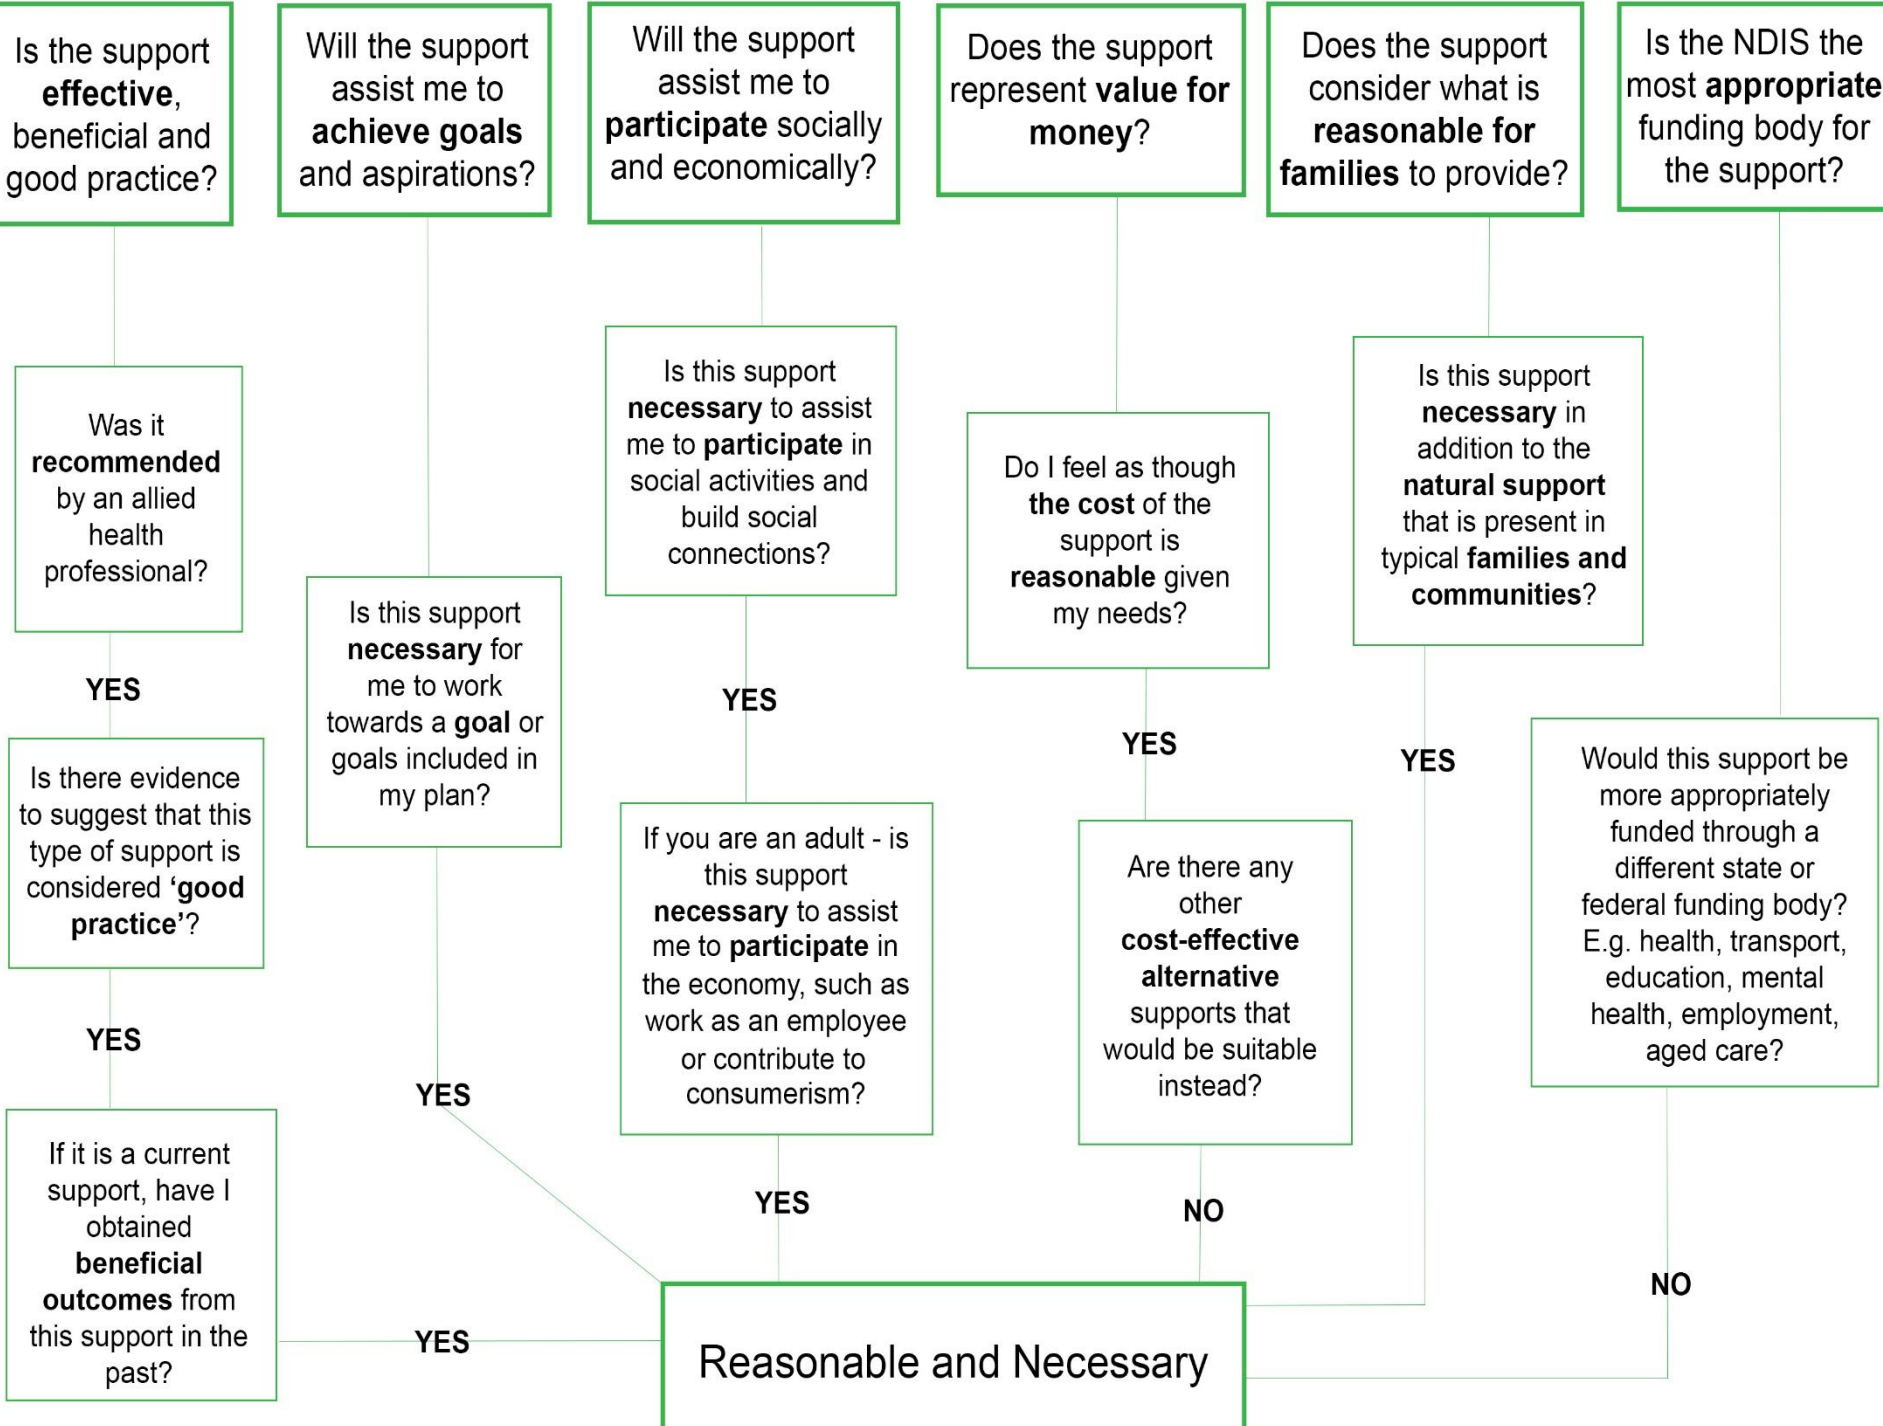 Is the support
effective,
beneficial and
good practice?
Was it
recommended
by an allied
health
professional?
YES
Is there evidence
to suggest that this
type of support is
considered ‘good
practice’?
YES
If it is a current
support, have I
obtained
beneficial
outcomes from
this support in the
past?
YES
Will the support
assist me to
achieve goals
and aspirations?
Is this support
necessary for
me to work
towards a goal or
goals included in
my plan?
YES
Will the support
assist me to
participate socially
and economically?
Is this support
necessary to assist
me to participate in
social activities and
build social
connections?
YES
If you are an adult - is
this support
necessary to assist
me to participate in
the economy, such as
work as an employee
or contribute to
consumerism?
YES
Does the support
represent value for
money?
Do I feel as though
the cost of the
support is
reasonable given
my needs?
YES
Are there any
other
cost-effective
alternative
supports that
would be suitable
instead?
NO
Does the support
consider what is
reasonable for
families to provide?
Is this support
necessary in
addition to the
natural support
that is present in
typical families and
communities?
YES
Is the NDIS the
most appropriate
funding body for
the support?
Would this support be
more appropriately
funded through a
different state or
federal funding body?
E.g. health, transport,
education, mental
health, employment,
aged care?
NO
Reasonable and Necessary